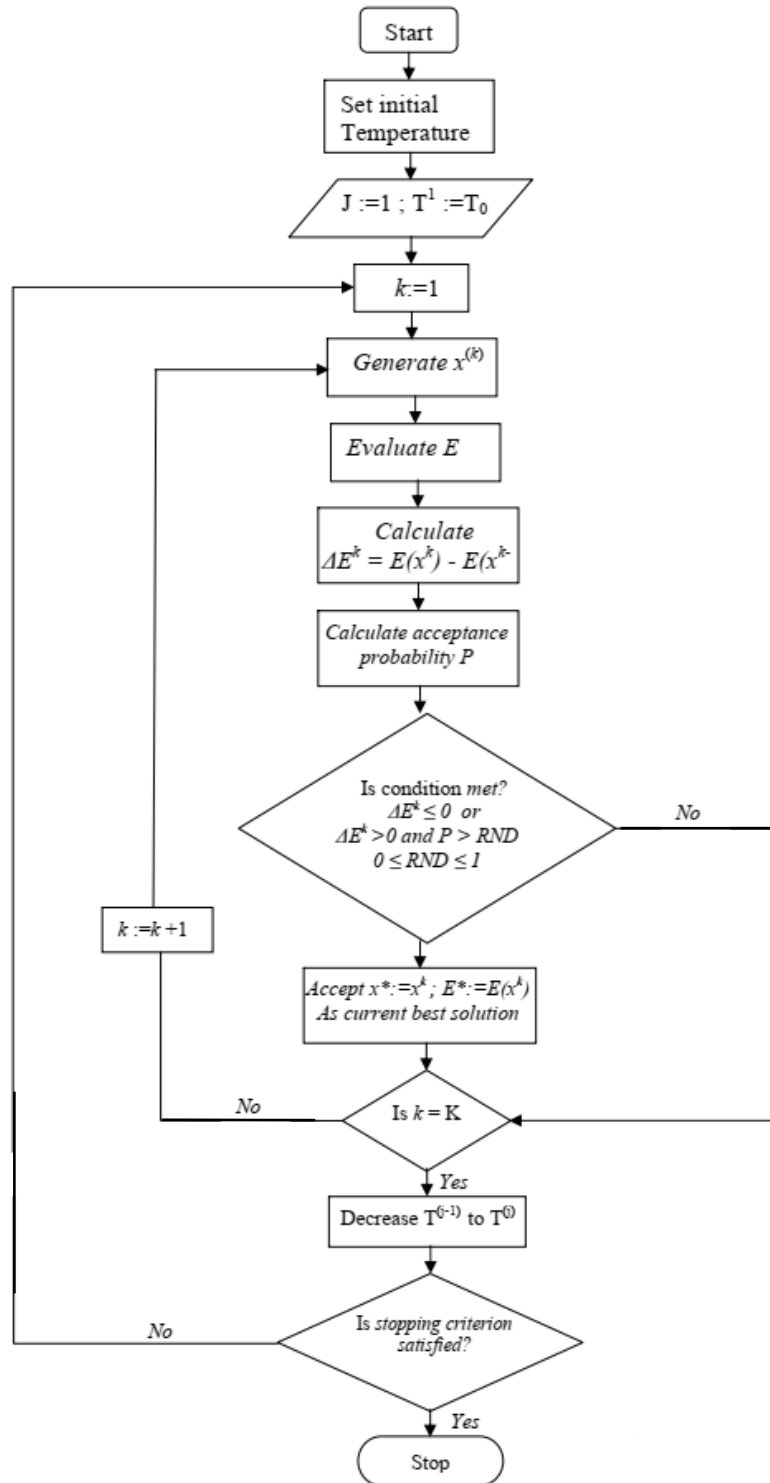 Start
Set initial
Temperature
J :=1 ; T¹ :=T₀
k:=1
Generate x⁽ᵏ⁾
Evaluate E
Calculate
ΔEᵏ = E(xᵏ) - E(xᵏ⁻
Calculate acceptance
probability P
Is condition met?
ΔEᵏ ≤ 0 or
ΔEᵏ >0 and P > RND
0 ≤ RND ≤ 1
No
k :=k +1
Accept x*:=xᵏ ; E*:=E(xᵏ)
As current best solution
No
Is k = K
Yes
Decrease T⁽ʲ⁻¹⁾ to T⁽ʲ⁾
No
Is stopping criterion
satisfied?
Yes
Stop